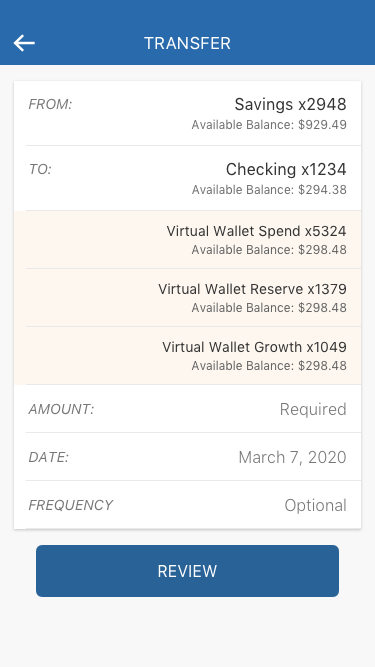 TRANSFER
FROM: Savings x2948
Available Balance: $929.49
TO: Checking x1234
Available Balance: $294.38
Virtual Wallet Spend x5324
Available Balance: $298.48
Virtual Wallet Reserve x1379
Available Balance: $298.48
Virtual Wallet Growth x1049
Available Balance: $298.48
AMOUNT: Required
DATE: March 7, 2020
FREQUENCY Optional
REVIEW